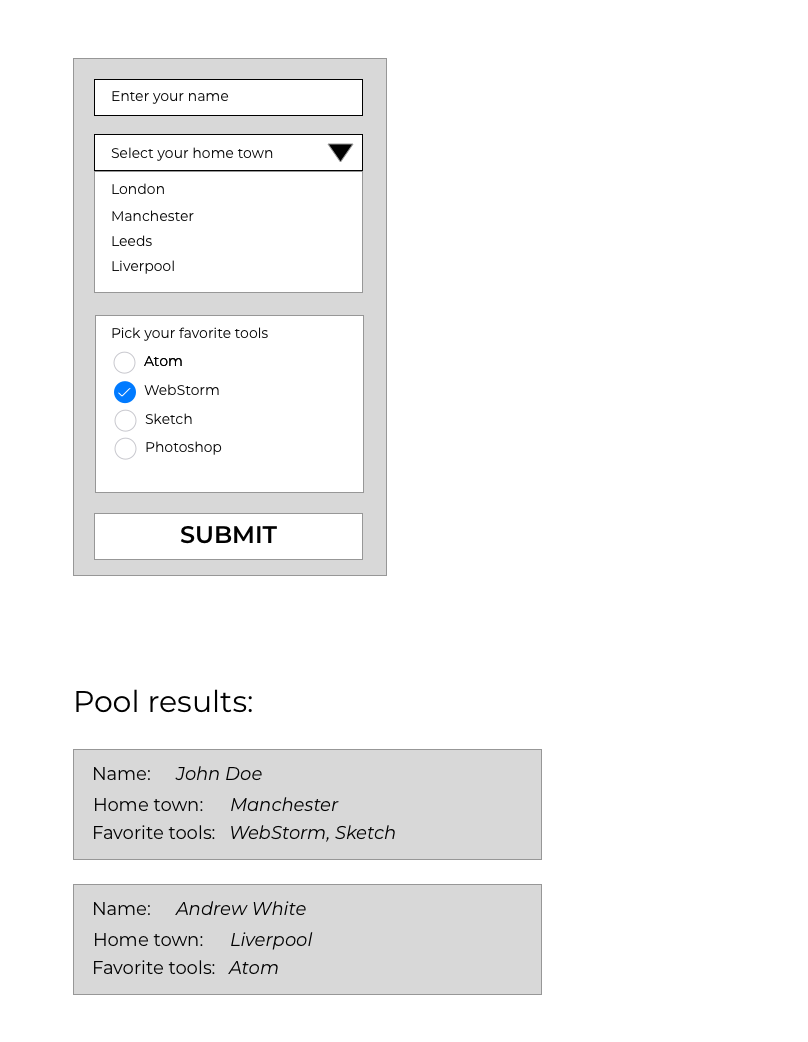 Enter your name
Select your home town
London
Manchester
Leeds
Liverpool
Pick your favorite tools
Atom
WebStorm
Sketch
Photoshop
SUBMIT
Pool results:
Name: John Doe
Home town: Manchester
Favorite tools: WebStorm, Sketch
Name: Andrew White
Home town: Liverpool
Favorite tools: Atom